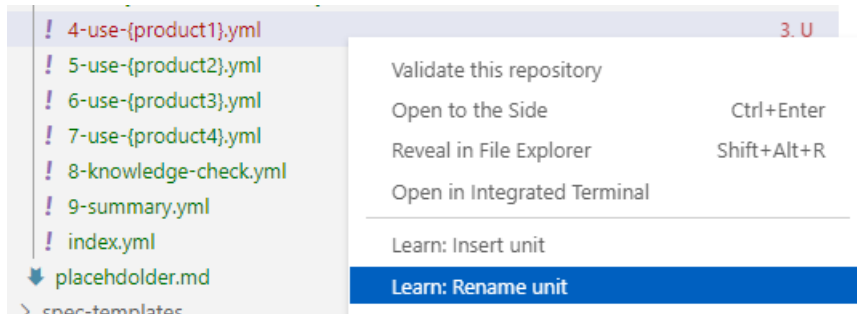 ! 4-use-{product1}.yml 3, U
! 5-use-{product2}.yml
! 6-use-{product3}.yml
! 7-use-{product4}.yml
! 8-knowledge-check.yml
! 9-summary.yml
! index.yml
placehdolder.md
> spec-templates
Validate this repository
Open to the Side Ctrl+Enter
Reveal in File Explorer Shift+Alt+R
Open in Integrated Terminal
Learn: Insert unit
Learn: Rename unit